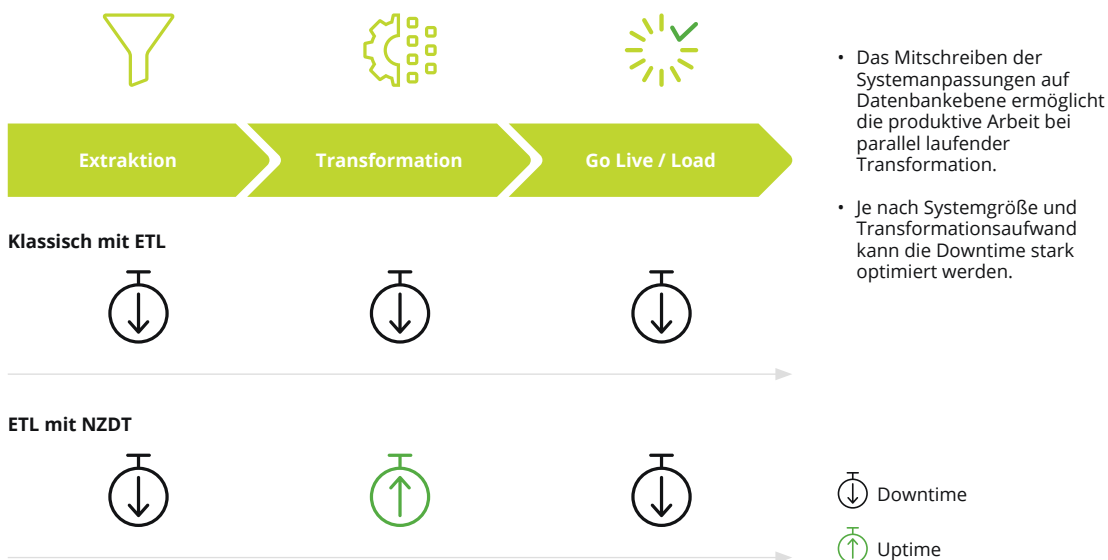 Extraktion
Transformation
Go Live / Load
Klassisch mit ETL
ETL mit NZDT
• Das Mitschreiben der
Systemanpassungen auf
Datenbankebene ermöglicht
die produktive Arbeit bei
parallel laufender
Transformation.
• Je nach Systemgröße und
Transformationsaufwand
kann die Downtime stark
optimiert werden.
Downtime
Uptime